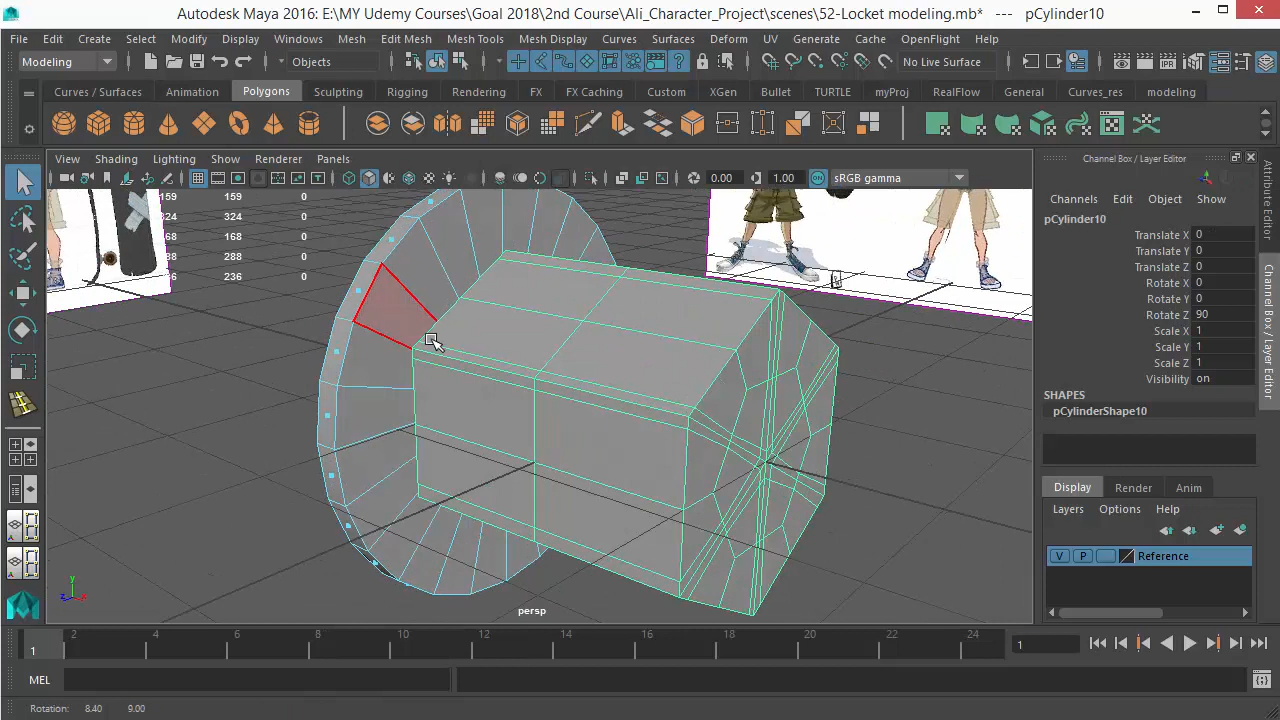 Autodesk Maya 2016: E:\MY Udemy Courses\Goal 2018\2nd Course\Ali_Character_Project\scenes\52-Locket modeling.mb* --- pCylinder10
File Edit Create Select Modify Display Windows Mesh Edit Mesh Mesh Tools Mesh Display Curves Surfaces Deform UV Generate Cache OpenFlight Help
Modeling Objects No Live Surface
Curves / Surfaces Animation Polygons Sculpting Rigging Rendering FX FX Caching Custom XGen Bullet TURTLE myProj RealFlow General Curves_res modeling
View Shading Lighting Show Renderer Panels
Channel Box / Layer Editor
0.00 1.00 sRGB gamma
Channels Edit Object Show
159 159 0
324 324 0
168 168 0
288 288 0
236 236 0
pCylinder10
Translate X 0
Translate Y 0
Translate Z 0
Rotate X 0
Rotate Y 0
Rotate Z 90
Scale X 1
Scale Y 1
Scale Z 1
Visibility on
SHAPES
pCylinderShape10
Attribute Editor
Channel Box / Layer Editor
Display Render Anim
Layers Options Help
V P Reference
y
z x
persp
1 2 4 6 8 10 12 14 16 18 20 22 24
1
MEL
Rotation: 8.40 9.00